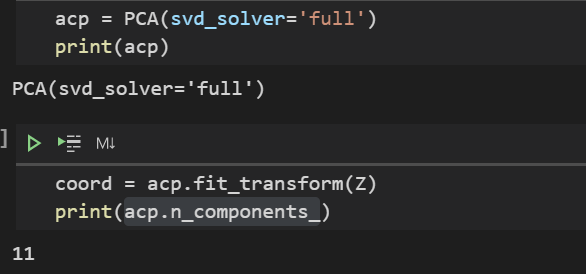 acp = PCA(svd_solver='full')
print(acp)
PCA(svd_solver='full')
]
M↓
coord = acp.fit_transform(Z)
print(acp.n_components_)
11